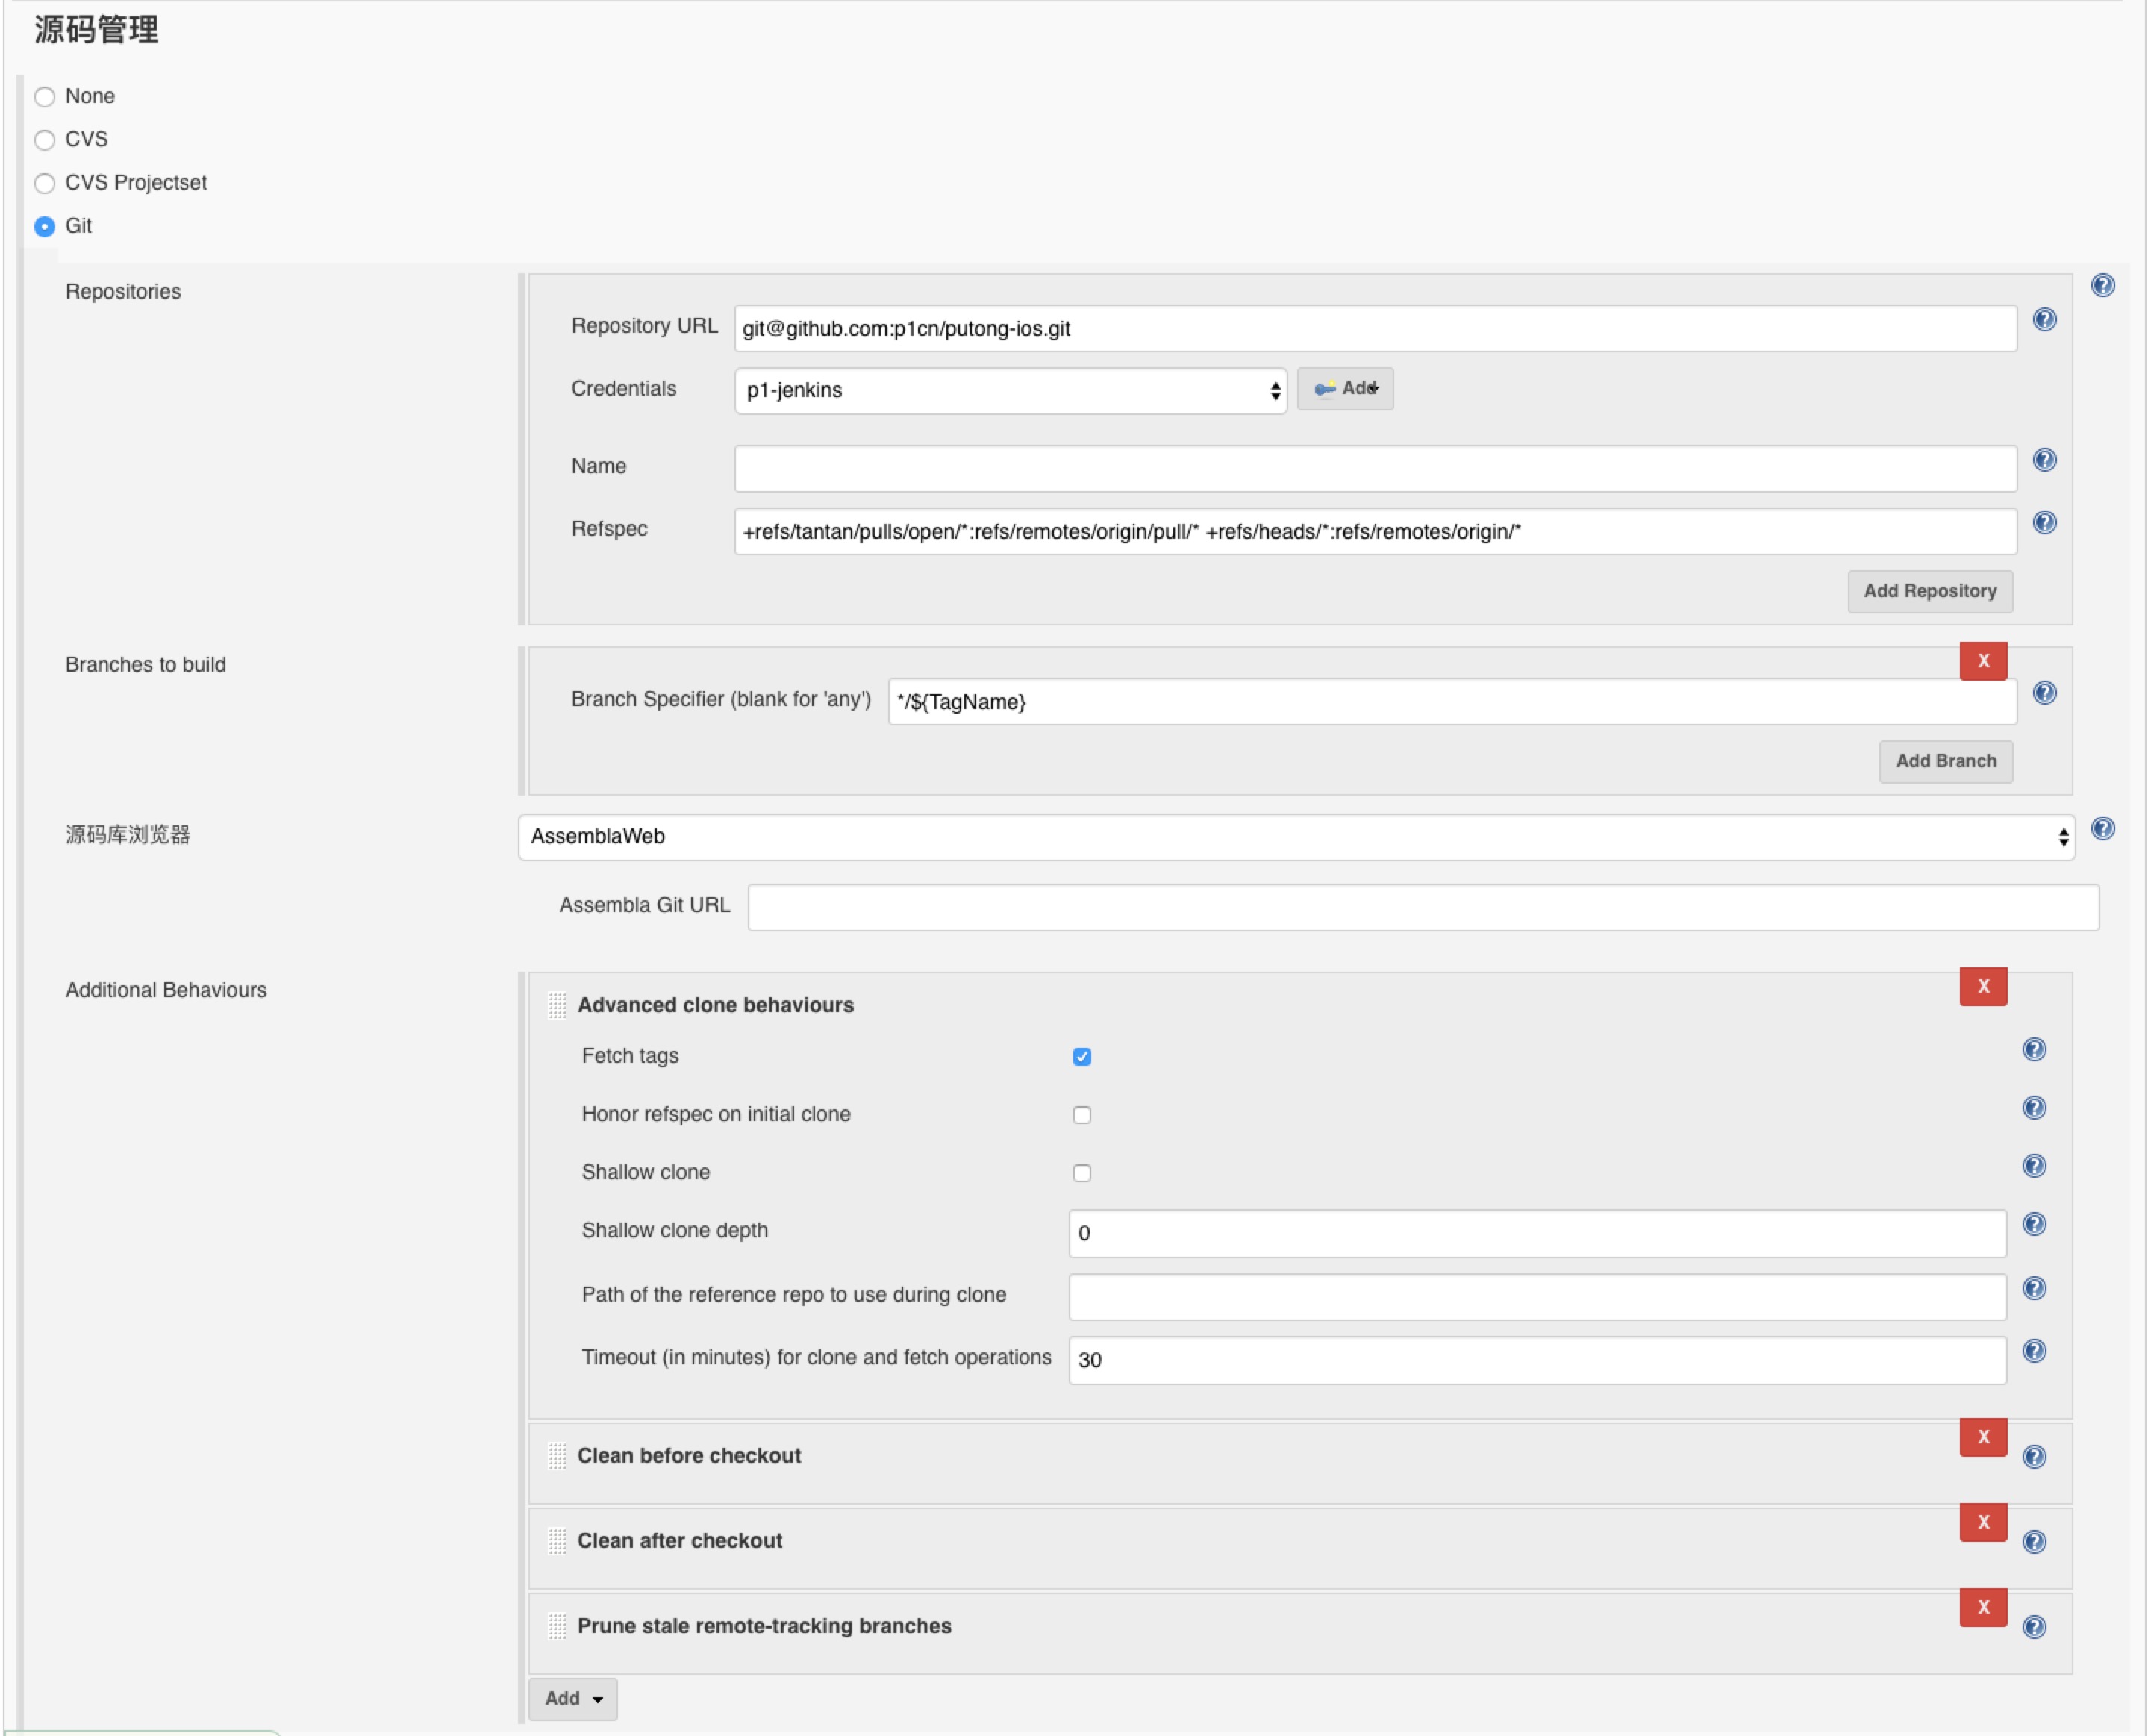 源码管理
None
CVS
CVS Projectset
Git
Repositories
Repository URL git@github.com:p1cn/putong-ios.git
Credentials p1-jenkins Add
Name
Refspec +refs/tantan/pulls/open/*:refs/remotes/origin/pull/* +refs/heads/*:refs/remotes/origin/*
Add Repository
Branches to build X
Branch Specifier (blank for 'any') */${TagName}
Add Branch
源码库浏览器 AssemblaWeb
Assembla Git URL
Additional Behaviours X
Advanced clone behaviours
Fetch tags
Honor refspec on initial clone
Shallow clone
Shallow clone depth 0
Path of the reference repo to use during clone
Timeout (in minutes) for clone and fetch operations 30
Clean before checkout X
Clean after checkout X
Prune stale remote-tracking branches X
Add